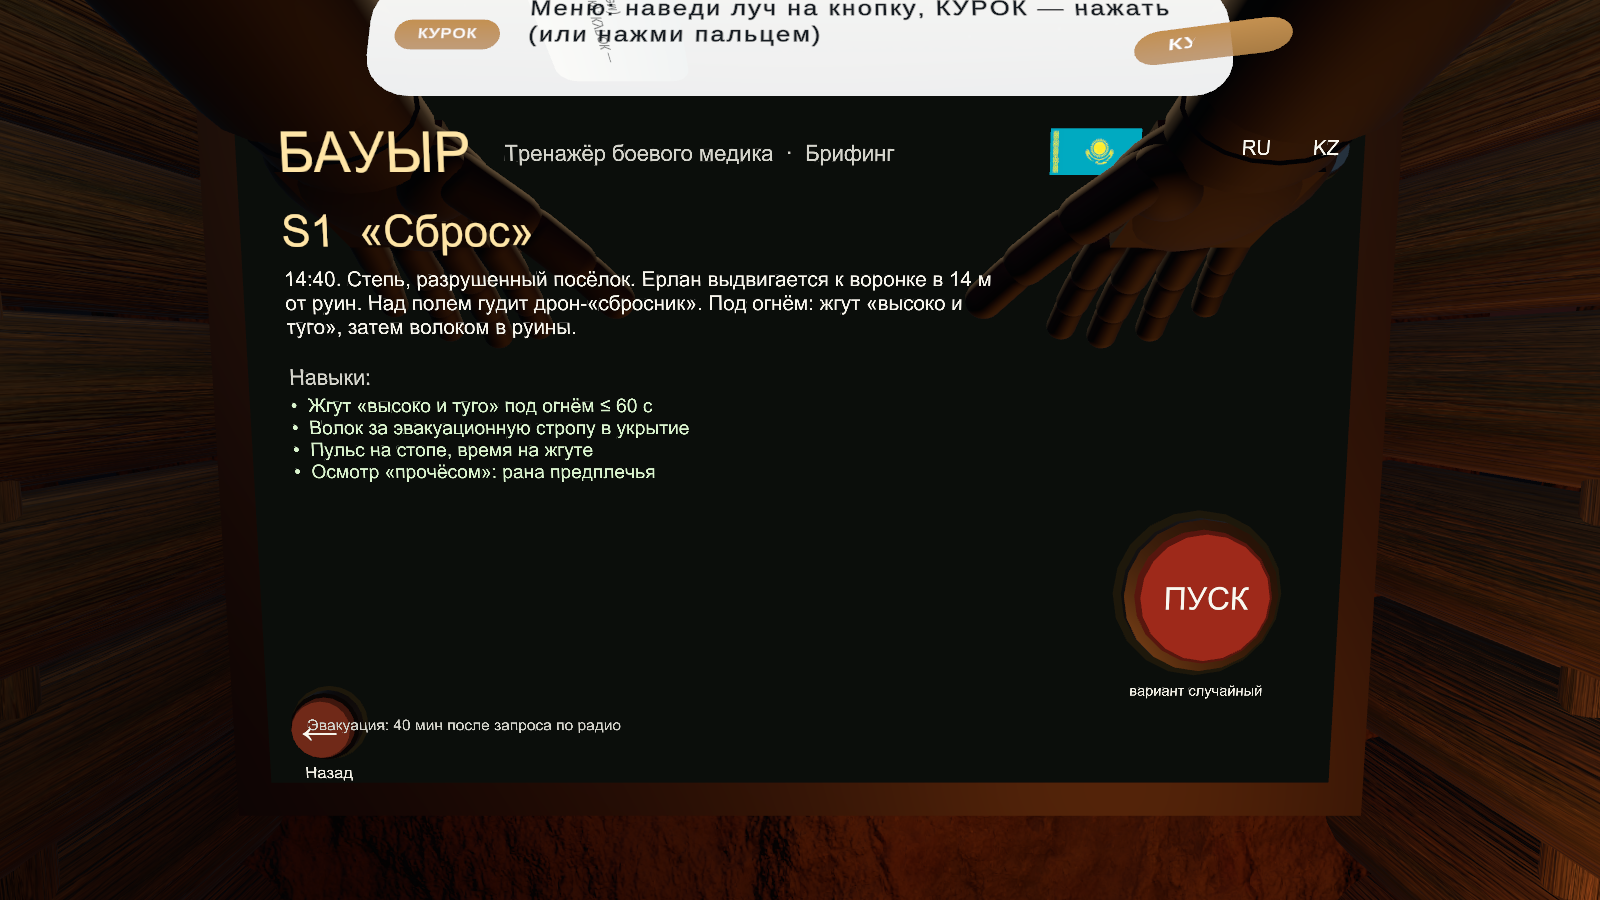 Меню: наведи луч на кнопку, КУРОК — нажать
(или нажми пальцем)
КУРОК
БАУЫР
Тренажёр боевого медика · Брифинг
RU KZ
S1 «Сброс»
14:40. Степь, разрушенный посёлок. Ерлан выдвигается к воронке в 14 м
от руин. Над полем гудит дрон-«сбросник». Под огнём: жгут «высоко и
туго», затем волоком в руины.
Навыки:
• Жгут «высоко и туго» под огнём ≤ 60 с
• Волок за эвакуационную стропу в укрытие
• Пульс на стопе, время на жгуте
• Осмотр «прочёсом»: рана предплечья
ПУСК
вариант случайный
Эвакуация: 40 мин после запроса по радио
←
Назад